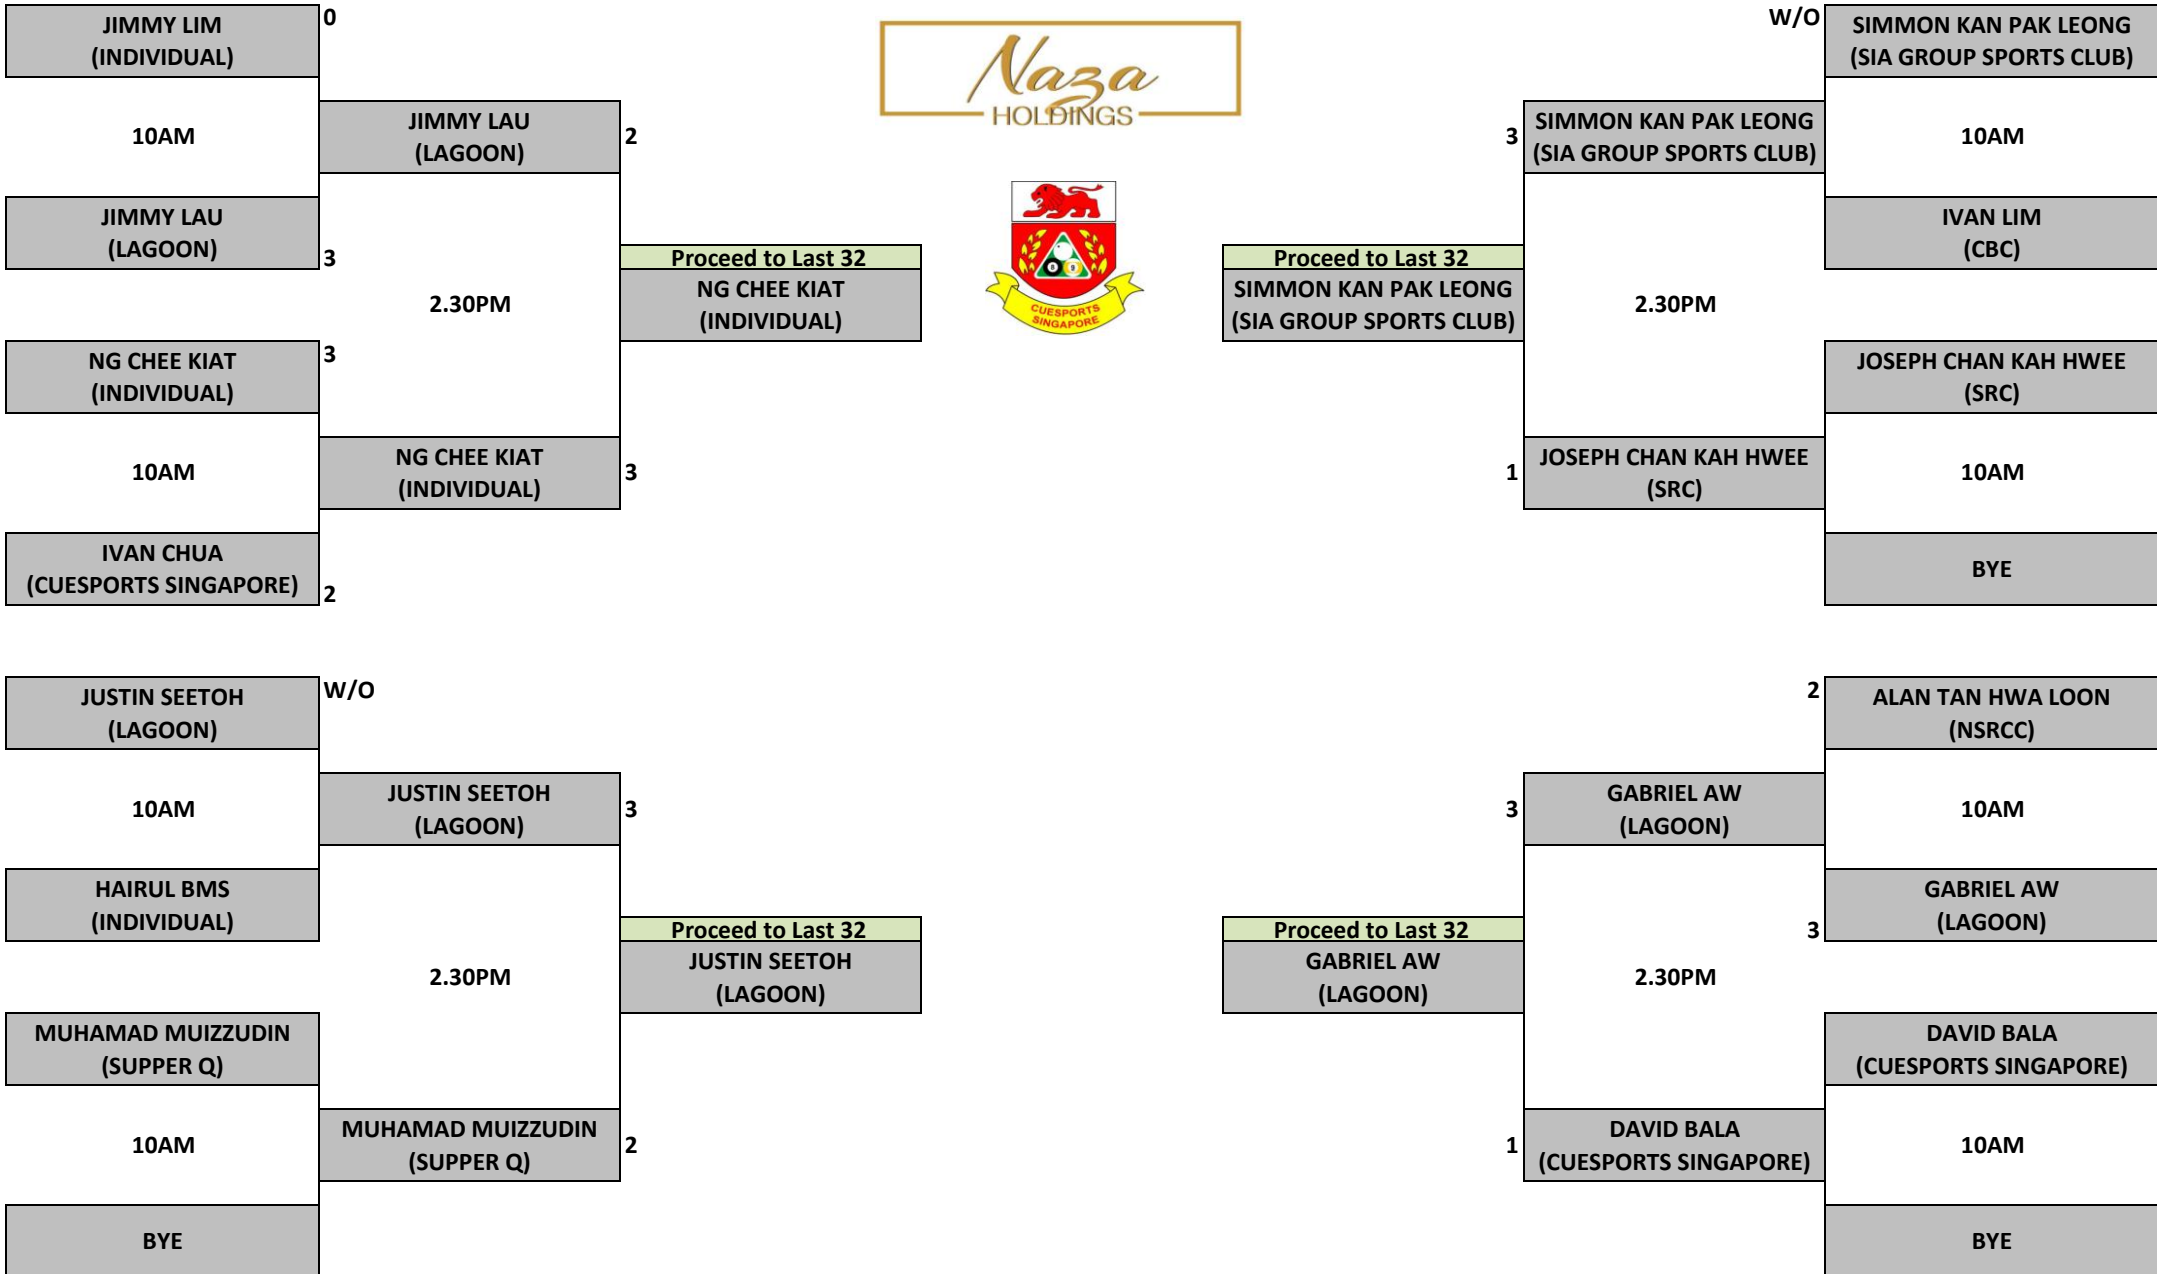 JIMMY LIM
(INDIVIDUAL)
0
10AM
JIMMY LAU
(LAGOON)
3
JIMMY LAU
(LAGOON)
2
2.30PM
NG CHEE KIAT
(INDIVIDUAL)
3
10AM
IVAN CHUA
(CUESPORTS SINGAPORE)
2
NG CHEE KIAT
(INDIVIDUAL)
3
Proceed to Last 32
NG CHEE KIAT
(INDIVIDUAL)
Naza
HOLDINGS
CUESPORTS
SINGAPORE
W/O
SIMMON KAN PAK LEONG
(SIA GROUP SPORTS CLUB)
10AM
IVAN LIM
(CBC)
3
SIMMON KAN PAK LEONG
(SIA GROUP SPORTS CLUB)
2.30PM
Proceed to Last 32
SIMMON KAN PAK LEONG
(SIA GROUP SPORTS CLUB)
JOSEPH CHAN KAH HWEE
(SRC)
10AM
BYE
1
JOSEPH CHAN KAH HWEE
(SRC)
JUSTIN SEETOH
(LAGOON)
W/O
10AM
HAIRUL BMS
(INDIVIDUAL)
JUSTIN SEETOH
(LAGOON)
3
2.30PM
Proceed to Last 32
JUSTIN SEETOH
(LAGOON)
MUHAMAD MUIZZUDIN
(SUPPER Q)
10AM
BYE
MUHAMAD MUIZZUDIN
(SUPPER Q)
2
2
ALAN TAN HWA LOON
(NSRCC)
10AM
GABRIEL AW
(LAGOON)
3
3
GABRIEL AW
(LAGOON)
2.30PM
Proceed to Last 32
GABRIEL AW
(LAGOON)
DAVID BALA
(CUESPORTS SINGAPORE)
10AM
BYE
1
DAVID BALA
(CUESPORTS SINGAPORE)